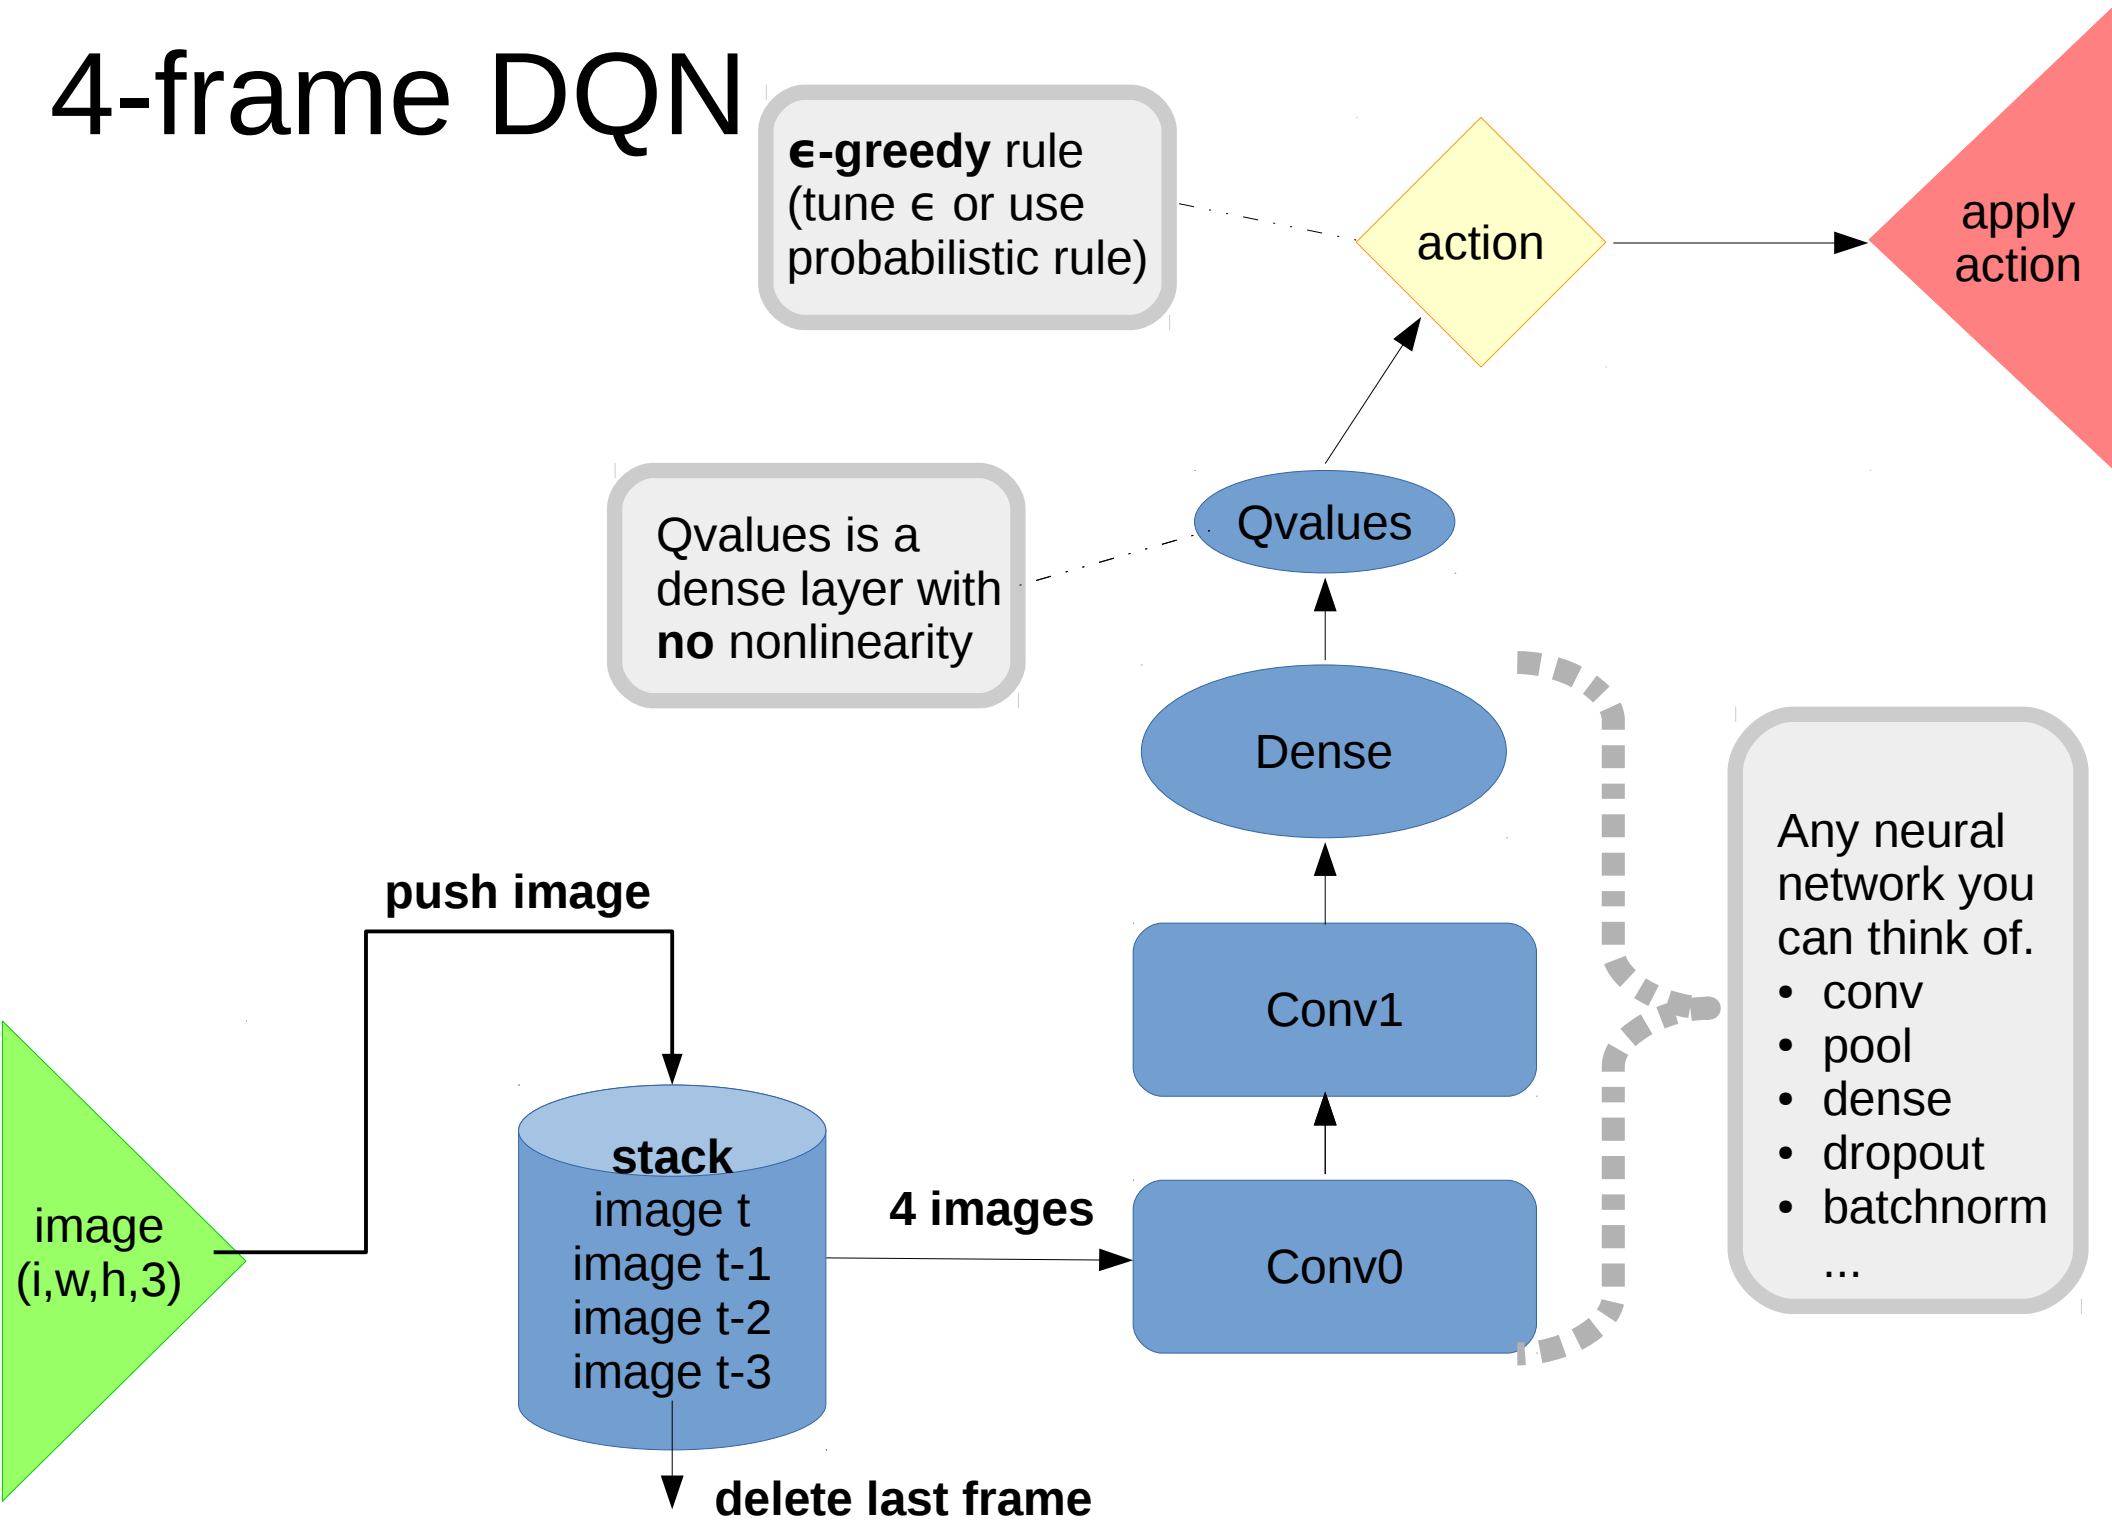 4-frame DQN
ϵ-greedy rule
(tune ϵ or use
probabilistic rule)
action
apply
action
Qvalues is a
dense layer with
no nonlinearity
Qvalues
Dense
Any neural
network you
can think of.
• conv
• pool
• dense
• dropout
• batchnorm
...
push image
Conv1
image
(i,w,h,3)
stack
image t
image t-1
image t-2
image t-3
4 images
Conv0
delete last frame